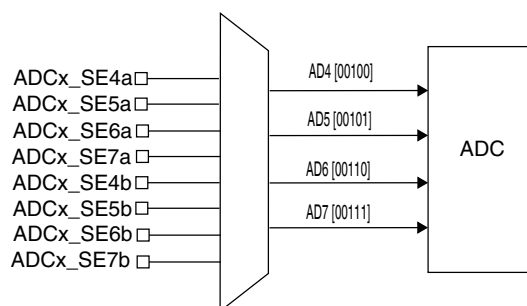 ADCx_SE4a
ADCx_SE5a
ADCx_SE6a
ADCx_SE7a
ADCx_SE4b
ADCx_SE5b
ADCx_SE6b
ADCx_SE7b
AD4 [00100]
AD5 [00101]
AD6 [00110]
AD7 [00111]
ADC